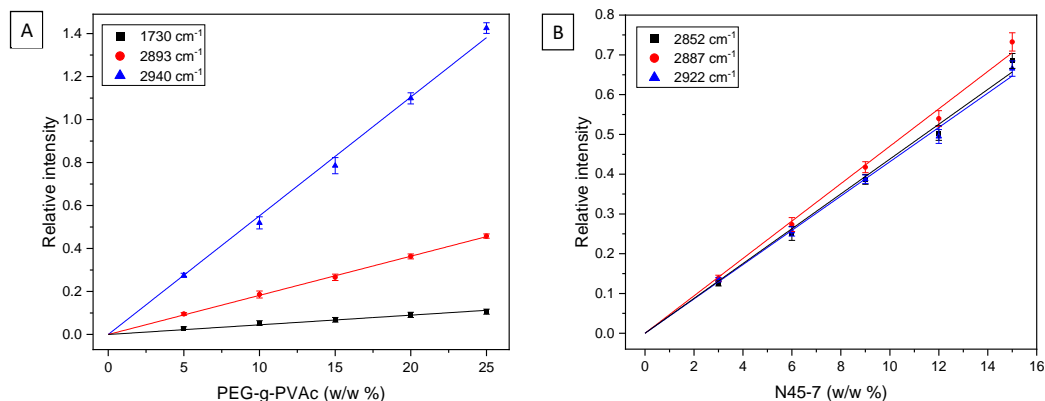 A
1730 cm⁻¹
2893 cm⁻¹
2940 cm⁻¹
Relative intensity
1.4
1.2
1.0
0.8
0.6
0.4
0.2
0.0
0 5 10 15 20 25
PEG-g-PVAc (w/w %)
B
2852 cm⁻¹
2887 cm⁻¹
2922 cm⁻¹
Relative intensity
0.8
0.7
0.6
0.5
0.4
0.3
0.2
0.1
0.0
0 2 4 6 8 10 12 14 16
N45-7 (w/w %)